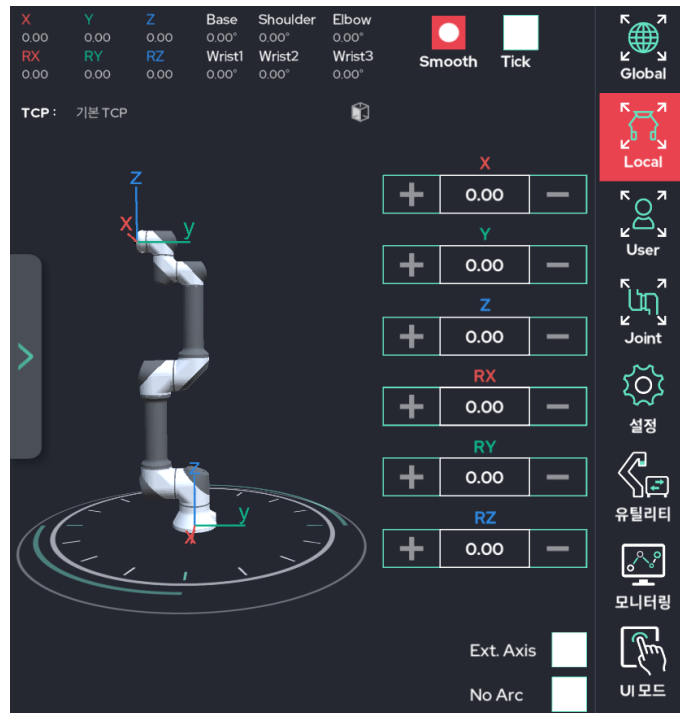 X Y Z Base Shoulder Elbow
0.00 0.00 0.00 0.00° 0.00° 0.00°
RX RY RZ Wrist1 Wrist2 Wrist3
0.00 0.00 0.00 0.00° 0.00° 0.00°
Smooth Tick
TCP : 기본 TCP
Z
X
y
Z
y
X
X
0.00
Y
0.00
Z
0.00
RX
0.00
RY
0.00
RZ
0.00
Ext. Axis
No Arc
Global
Local
User
Joint
설정
유틸리티
모니터링
UI 모드